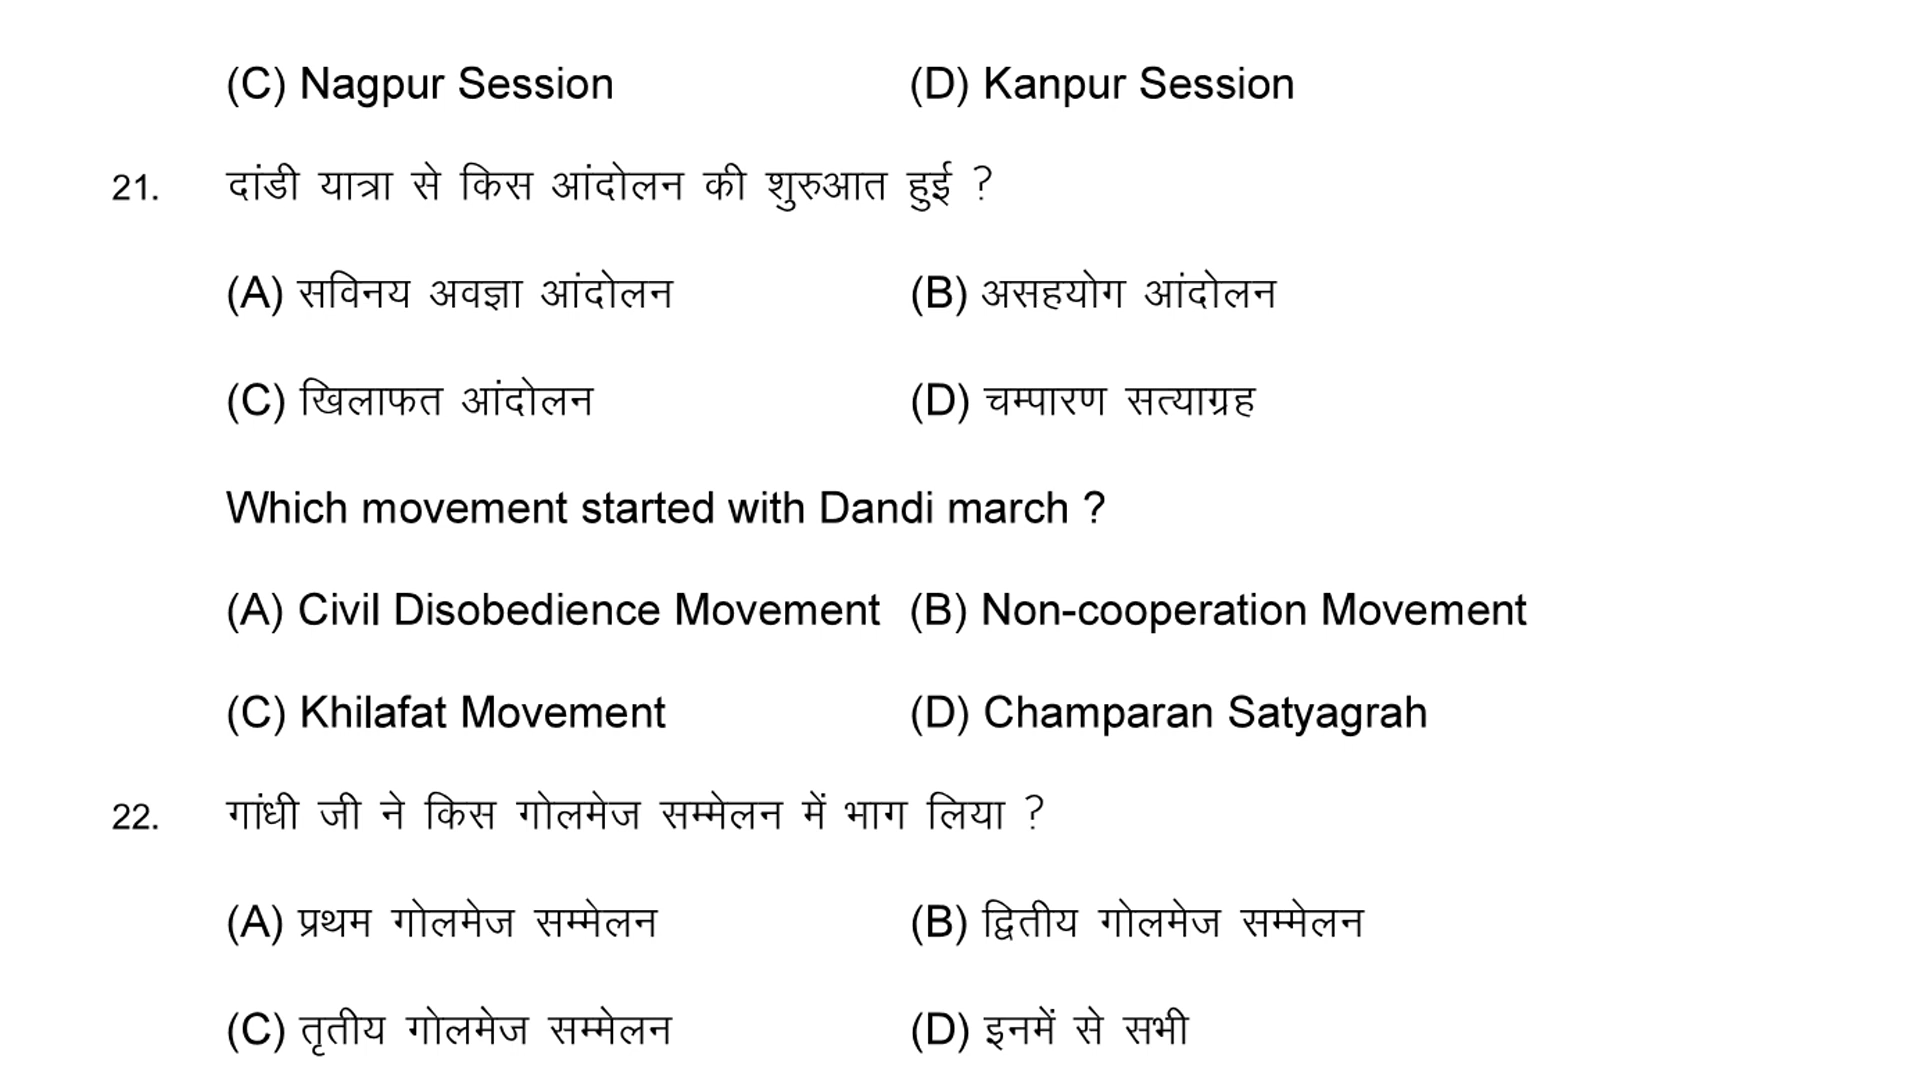 (C) Nagpur Session (D) Kanpur Session
21. दांडी यात्रा से किस आंदोलन की शुरुआत हुई ?
(A) सविनय अवज्ञा आंदोलन (B) असहयोग आंदोलन
(C) खिलाफत आंदोलन (D) चम्पारण सत्याग्रह
Which movement started with Dandi march ?
(A) Civil Disobedience Movement (B) Non-cooperation Movement
(C) Khilafat Movement (D) Champaran Satyagrah
22. गांधी जी ने किस गोलमेज सम्मेलन में भाग लिया ?
(A) प्रथम गोलमेज सम्मेलन (B) द्वितीय गोलमेज सम्मेलन
(C) तृतीय गोलमेज सम्मेलन (D) इनमें से सभी